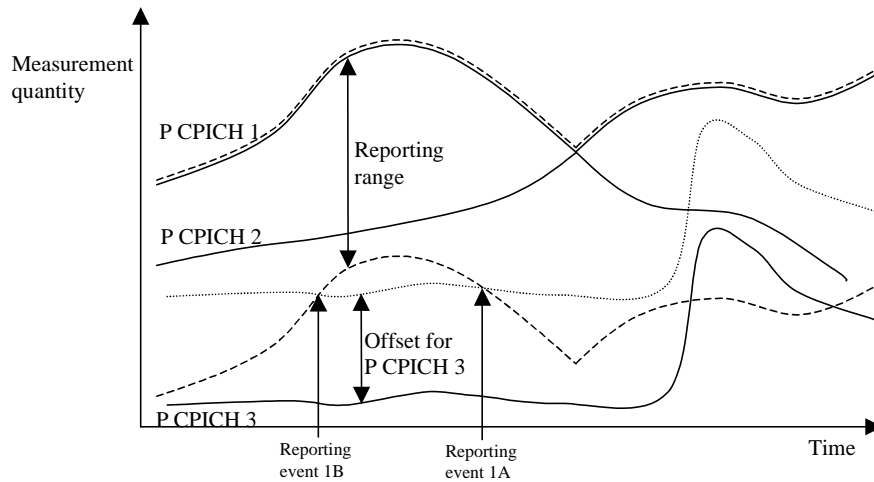 Measurement
quantity
P CPICH 1
Reporting
range
P CPICH 2
Offset for
P CPICH 3
P CPICH 3
Time
Reporting
event 1B
Reporting
event 1A